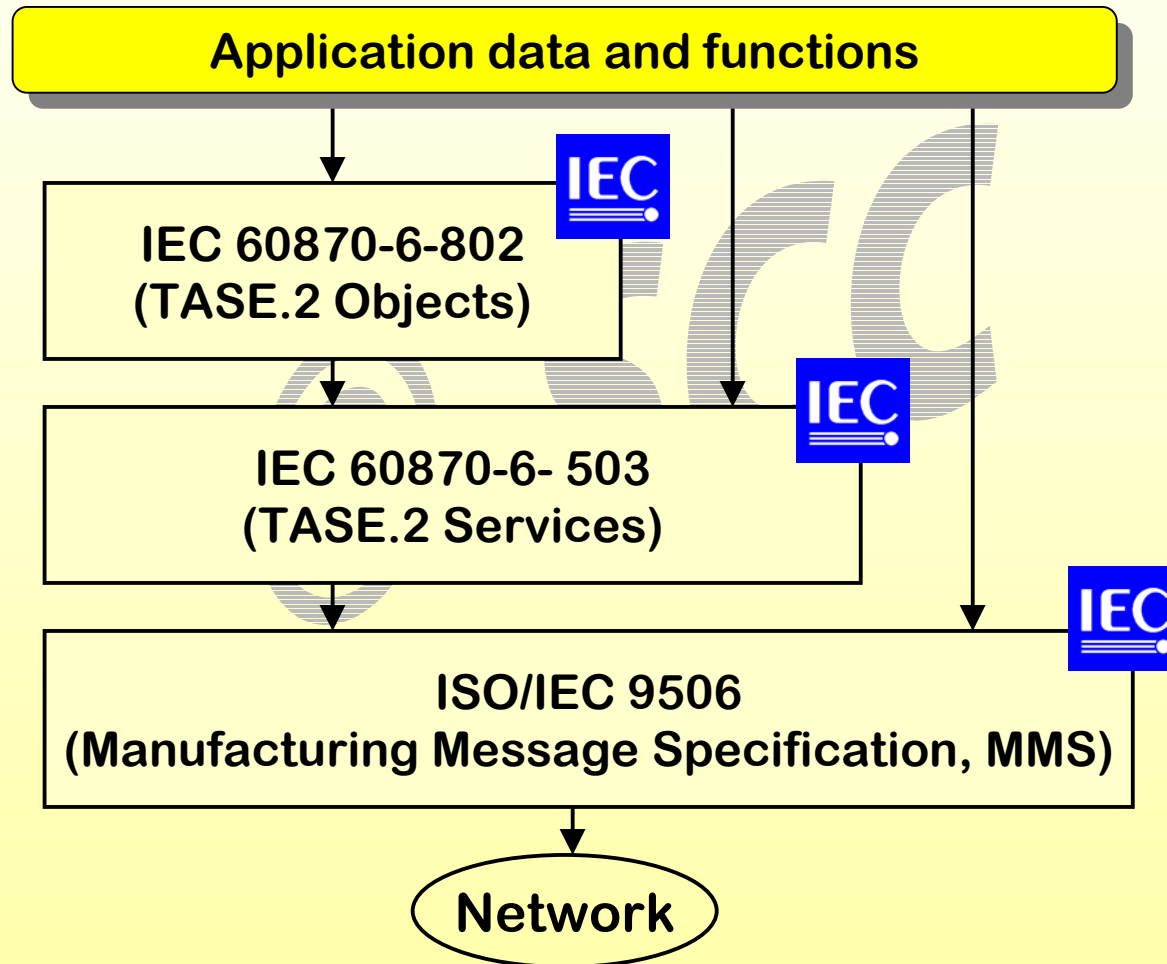 Application data and functions
IEC
IEC 60870-6-802
(TASE.2 Objects)
IEC
IEC 60870-6- 503
(TASE.2 Services)
IEC
ISO/IEC 9506
(Manufacturing Message Specification, MMS)
Network
© SCC